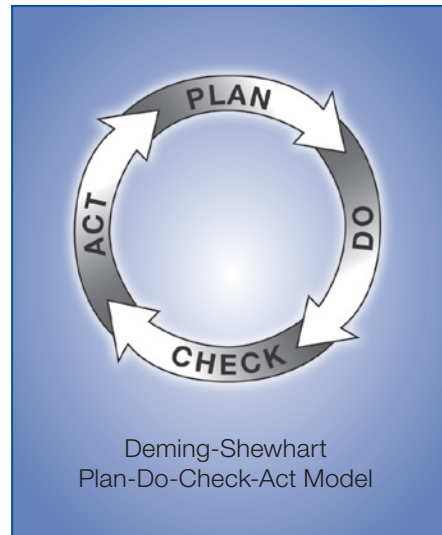 PLAN
DO
CHECK
ACT
Deming-Shewhart
Plan-Do-Check-Act Model